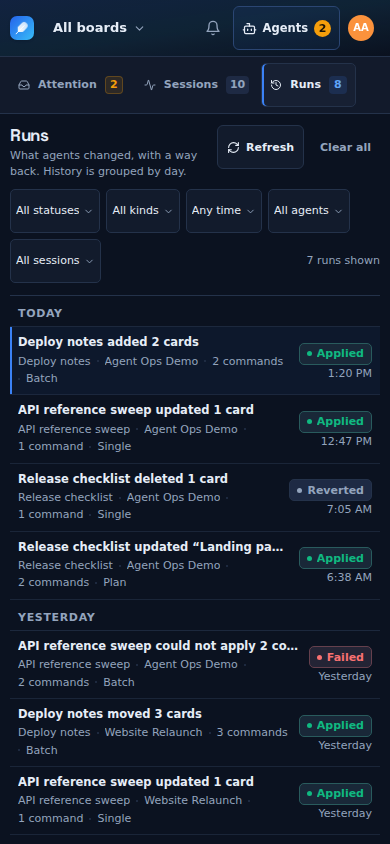 All boards
Agents 2
AA
Attention 2
Sessions 10
Runs 8
Runs
What agents changed, with a way
back. History is grouped by day.
Refresh
Clear all
All statuses
All kinds
Any time
All agents
All sessions
7 runs shown
TODAY
Deploy notes added 2 cards
Deploy notes · Agent Ops Demo · 2 commands
· Batch
Applied
1:20 PM
API reference sweep updated 1 card
API reference sweep · Agent Ops Demo ·
1 command · Single
Applied
12:47 PM
Release checklist deleted 1 card
Release checklist · Agent Ops Demo ·
1 command · Single
Reverted
7:05 AM
Release checklist updated “Landing pa…
Release checklist · Agent Ops Demo ·
2 commands · Plan
Applied
6:38 AM
YESTERDAY
API reference sweep could not apply 2 co…
API reference sweep · Agent Ops Demo ·
2 commands · Batch
Failed
Yesterday
Deploy notes moved 3 cards
Deploy notes · Website Relaunch · 3 commands
· Batch
Applied
Yesterday
API reference sweep updated 1 card
API reference sweep · Website Relaunch ·
1 command · Single
Applied
Yesterday